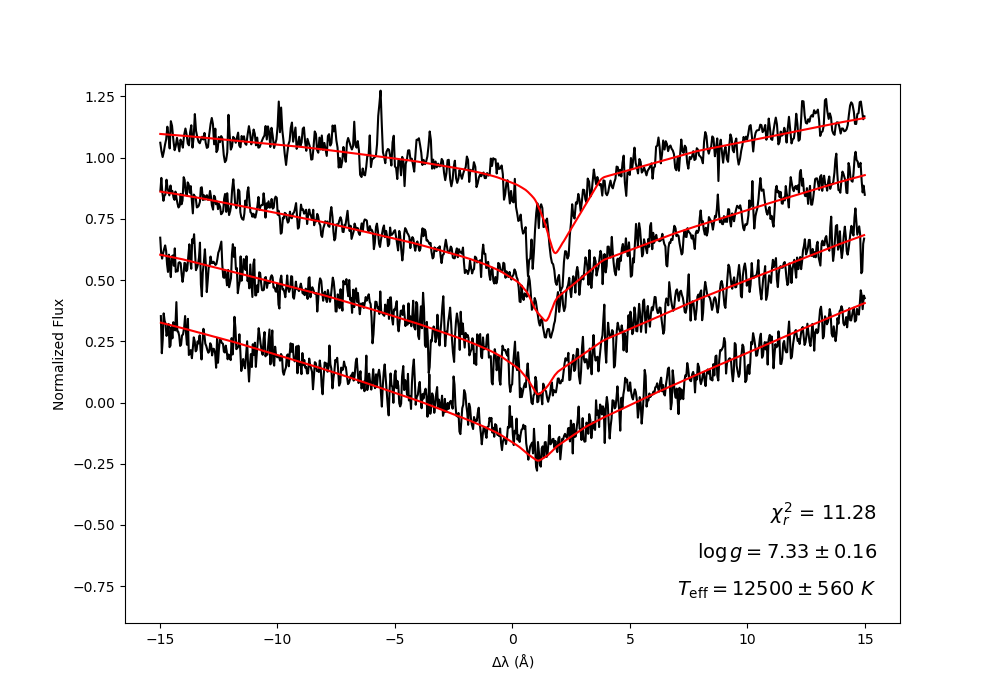 1.25
1.00
0.75
0.50
0.25
0.00
−0.25
−0.50
−0.75
Normalized Flux
χ²ᵣ = 11.28
log g = 7.33 ± 0.16
T_eff = 12500 ± 560 K
−15 −10 −5 0 5 10 15
Δλ (Å)